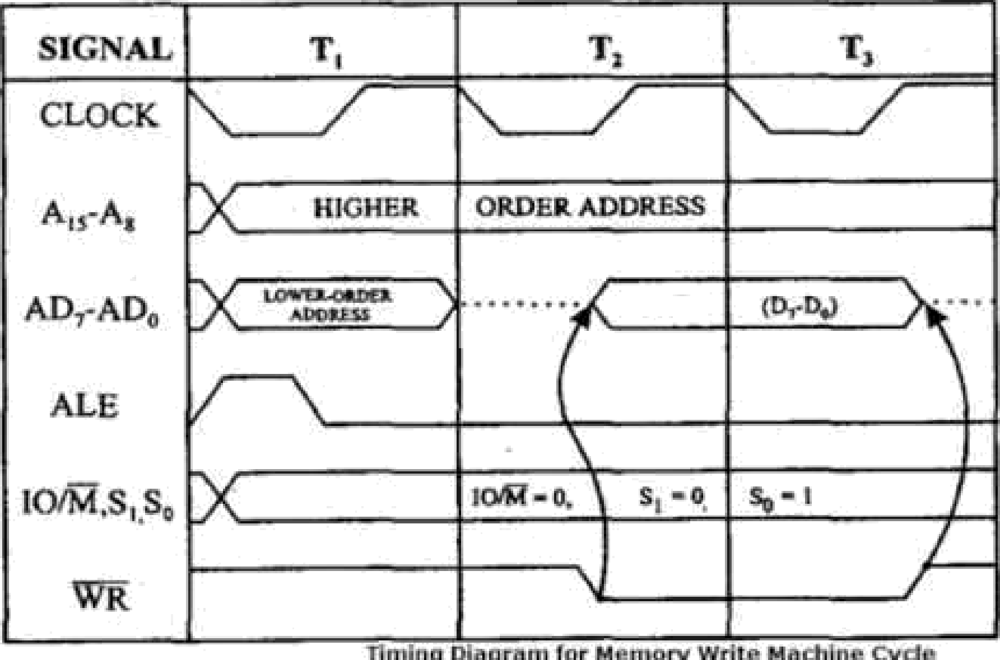 SIGNAL T₁ T₂ T₃
CLOCK
A₁₅-A₈ HIGHER ORDER ADDRESS
AD₇-AD₀ LOWER-ORDER (D₇-D₀)
ADDRESS
ALE
IO/M̅,S₁,S₀ IO/M̅ = 0, S₁ = 0, S₀ = 1
W̅R̅
Timing Diagram for Memory Write Machine Cycle